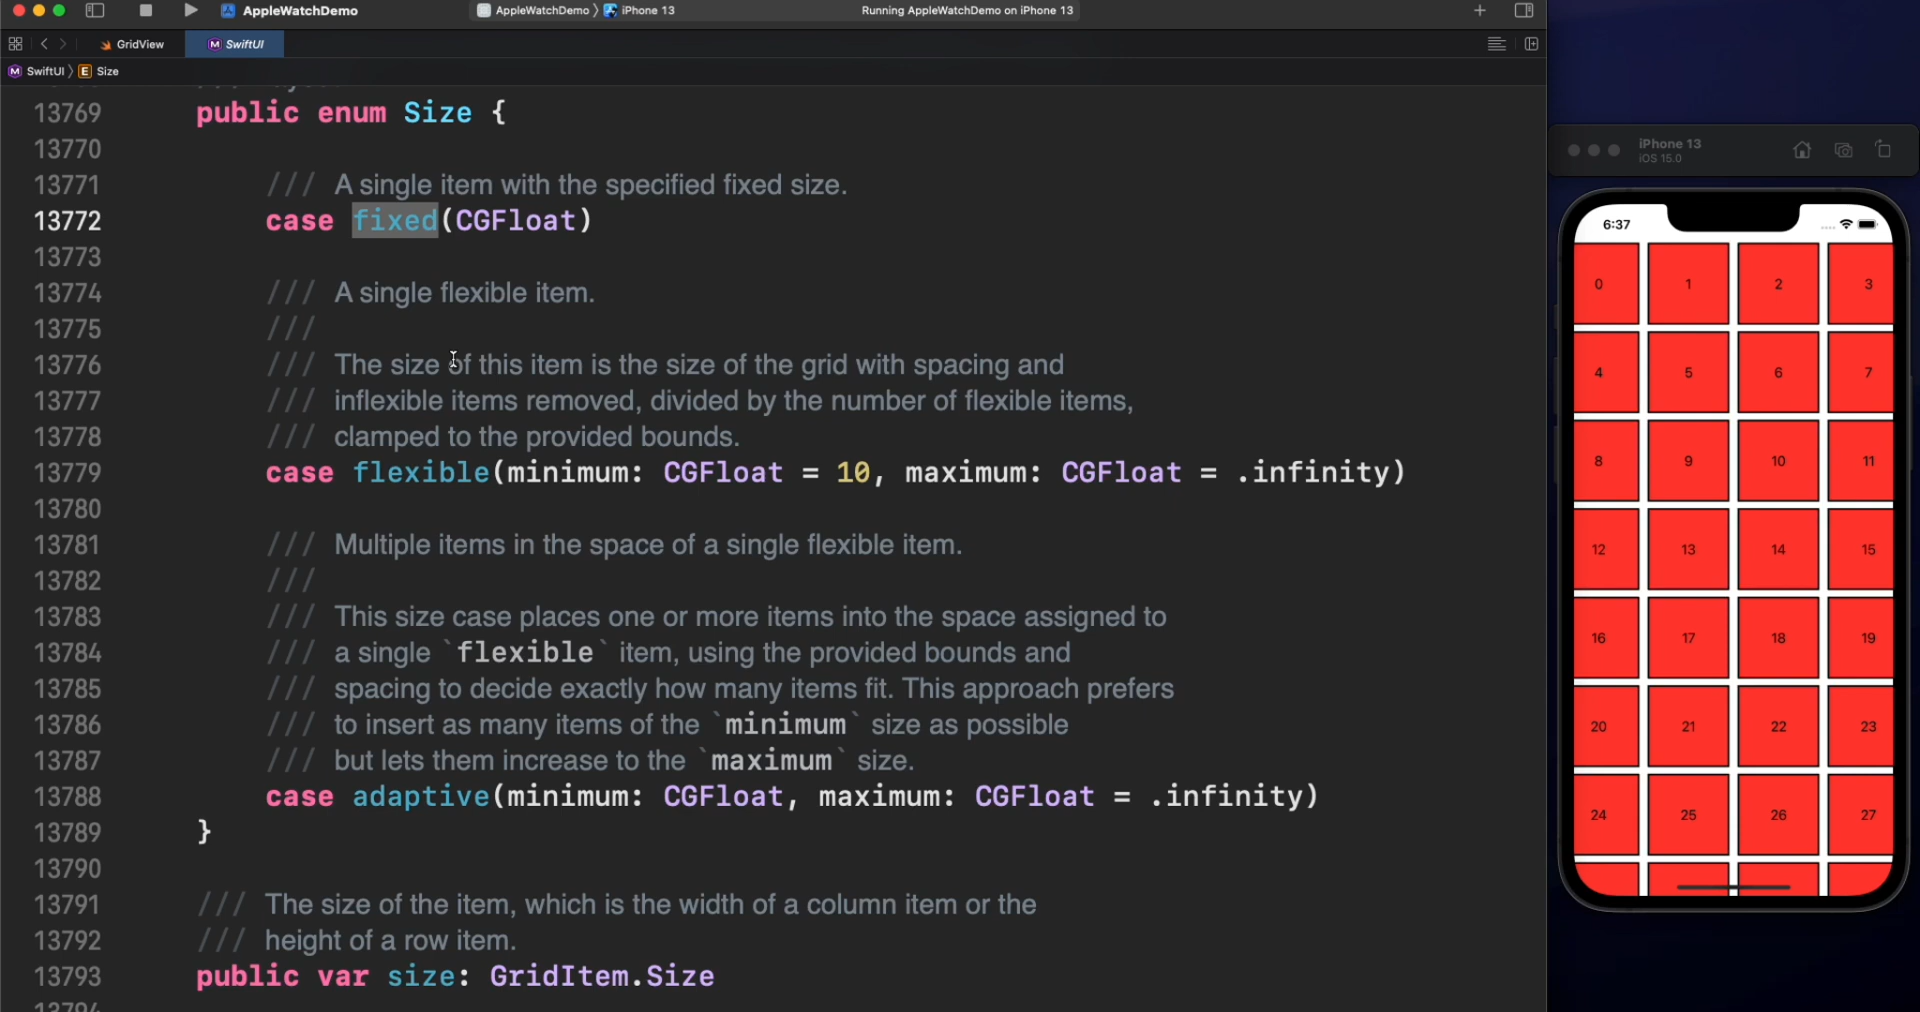 AppleWatchDemo
AppleWatchDemo 〉 iPhone 13
Running AppleWatchDemo on iPhone 13
GridView
SwiftUI
SwiftUI 〉 E Size
13769 public enum Size {
13770
13771 /// A single item with the specified fixed size.
13772 case fixed(CGFloat)
13773
13774 /// A single flexible item.
13775 ///
13776 /// The size of this item is the size of the grid with spacing and
13777 /// inflexible items removed, divided by the number of flexible items,
13778 /// clamped to the provided bounds.
13779 case flexible(minimum: CGFloat = 10, maximum: CGFloat = .infinity)
13780
13781 /// Multiple items in the space of a single flexible item.
13782 ///
13783 /// This size case places one or more items into the space assigned to
13784 /// a single `flexible` item, using the provided bounds and
13785 /// spacing to decide exactly how many items fit. This approach prefers
13786 /// to insert as many items of the `minimum` size as possible
13787 /// but lets them increase to the `maximum` size.
13788 case adaptive(minimum: CGFloat, maximum: CGFloat = .infinity)
13789 }
13790
13791 /// The size of the item, which is the width of a column item or the
13792 /// height of a row item.
13793 public var size: GridItem.Size
13794
iPhone 13
iOS 15.0
6:37
0 1 2 3
4 5 6 7
8 9 10 11
12 13 14 15
16 17 18 19
20 21 22 23
24 25 26 27